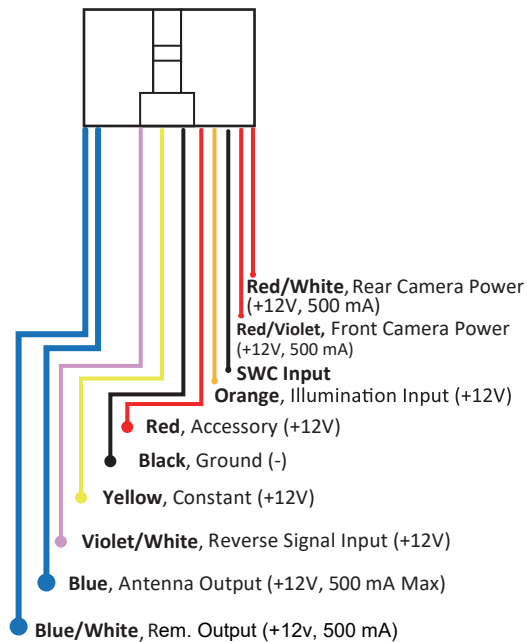 Red/White, Rear Camera Power
(+12V, 500 mA)
Red/Violet, Front Camera Power
(+12V, 500 mA)
SWC Input
Orange, Illumination Input (+12V)
Red, Accessory (+12V)
Black, Ground (-)
Yellow, Constant (+12V)
Violet/White, Reverse Signal Input (+12V)
Blue, Antenna Output (+12V, 500 mA Max)
Blue/White, Rem. Output (+12v, 500 mA)